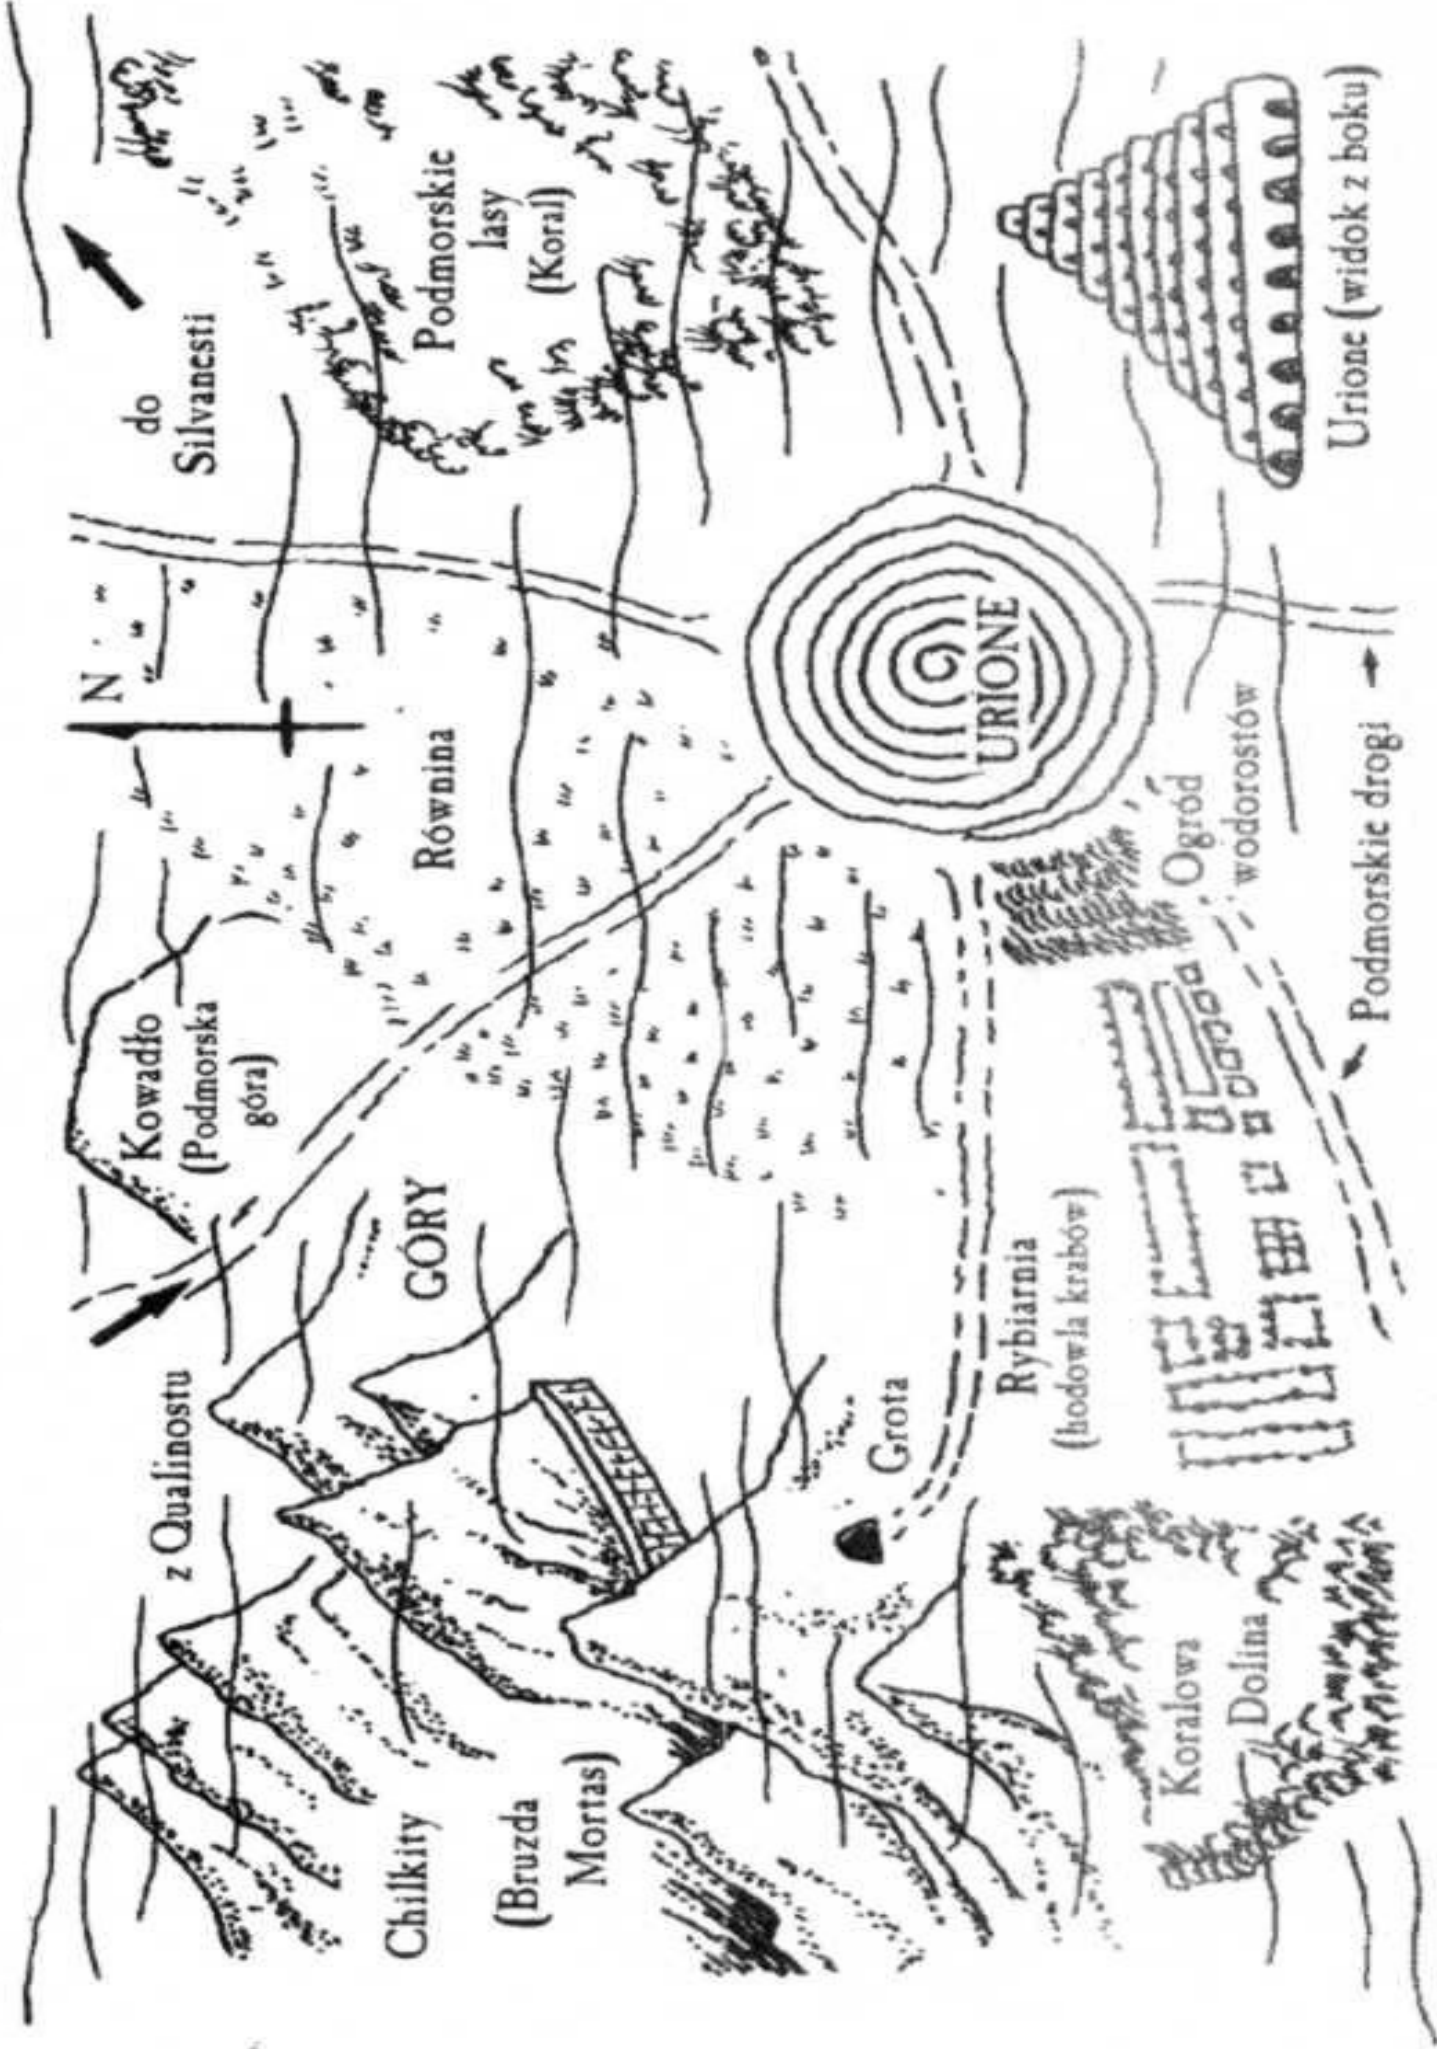 N
do
Silvanesti
z Qualinostu
Kowadło
(Podmorska
góra)
GÓRY
Równina
Podmorskie
lasy
(Koral)
Chilkity
(Bruzda
Mortas)
Grota
URIONE
Rybiarnia
(hodowla krabów)
Ogród
wodorostów
Koralowa
Dolina
Podmorskie drogi
Urione (widok z boku)